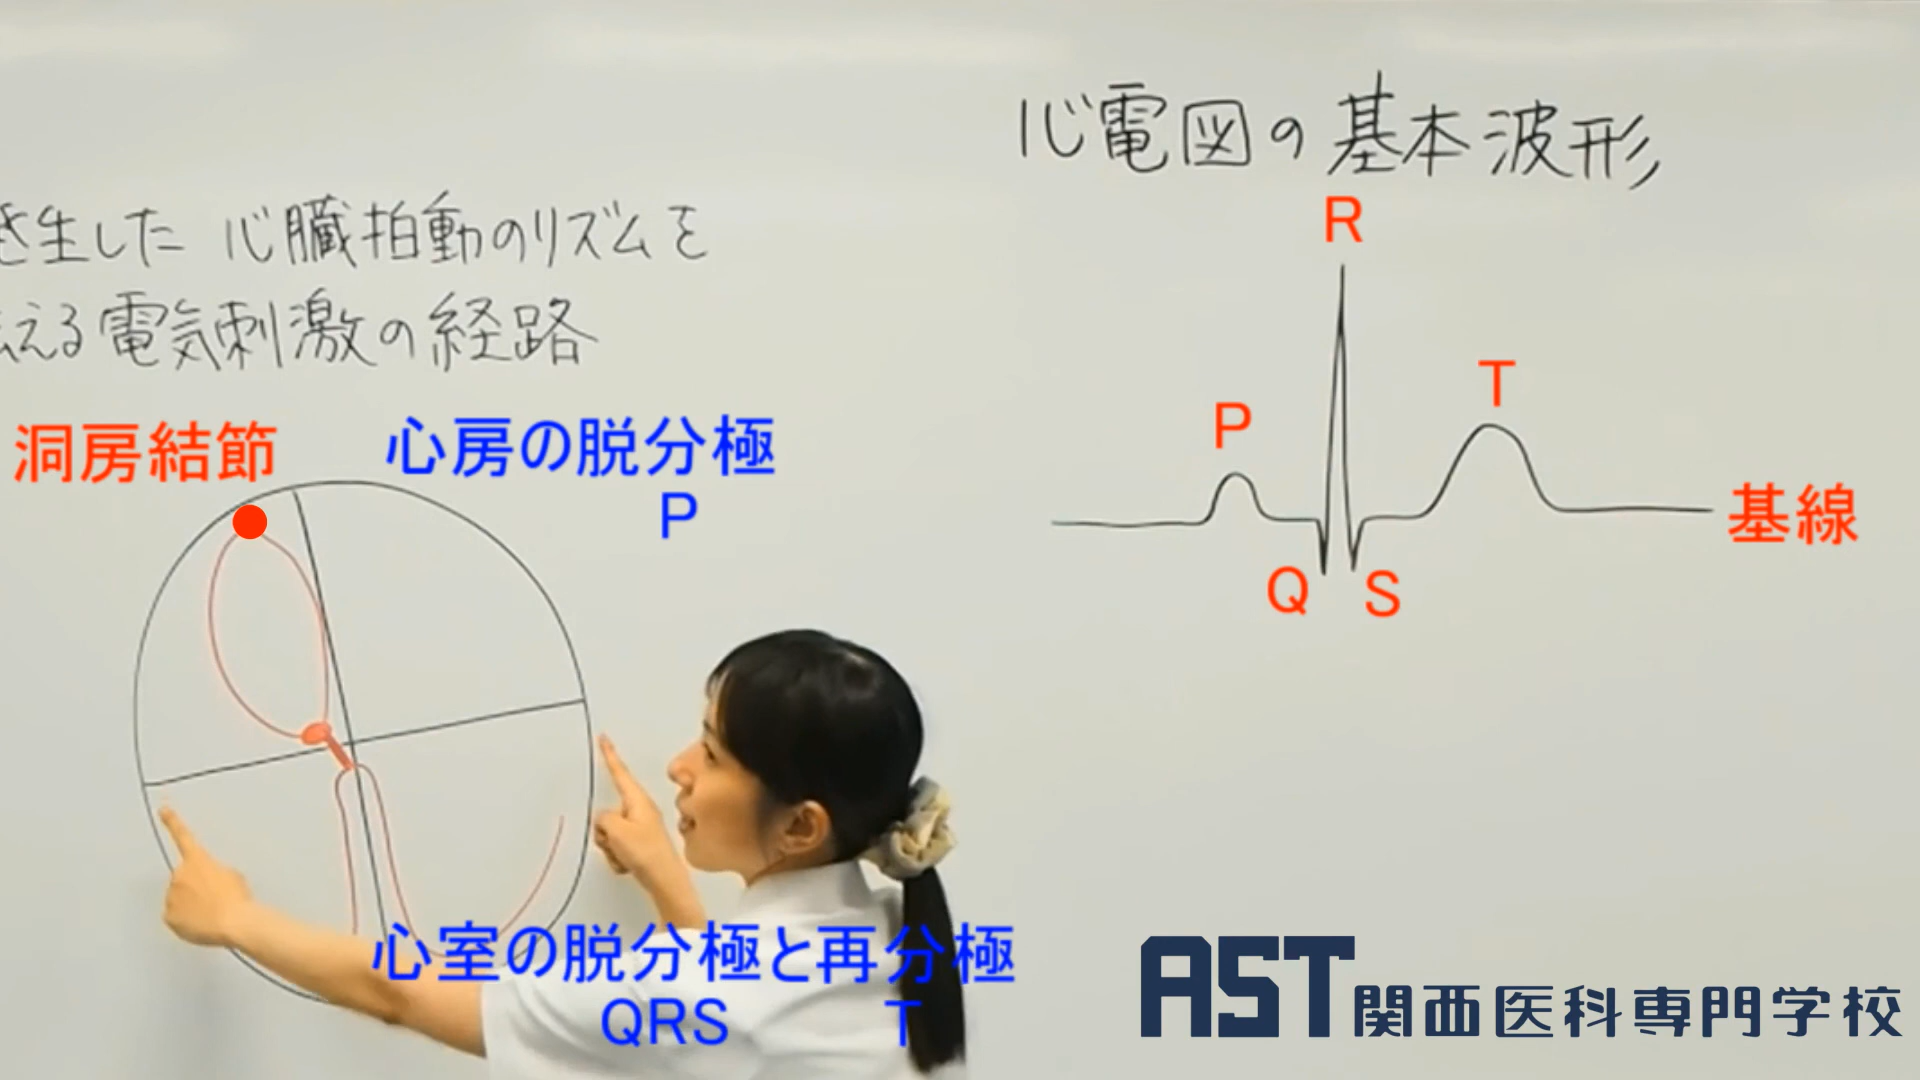 心電図の基本波形
生した 心臓拍動のリズムを
える電気刺激の経路
洞房結節
心房の脱分極
P
心室の脱分極と再分極
QRS T
R
P
T
Q
S
基線
AST関西医科専門学校